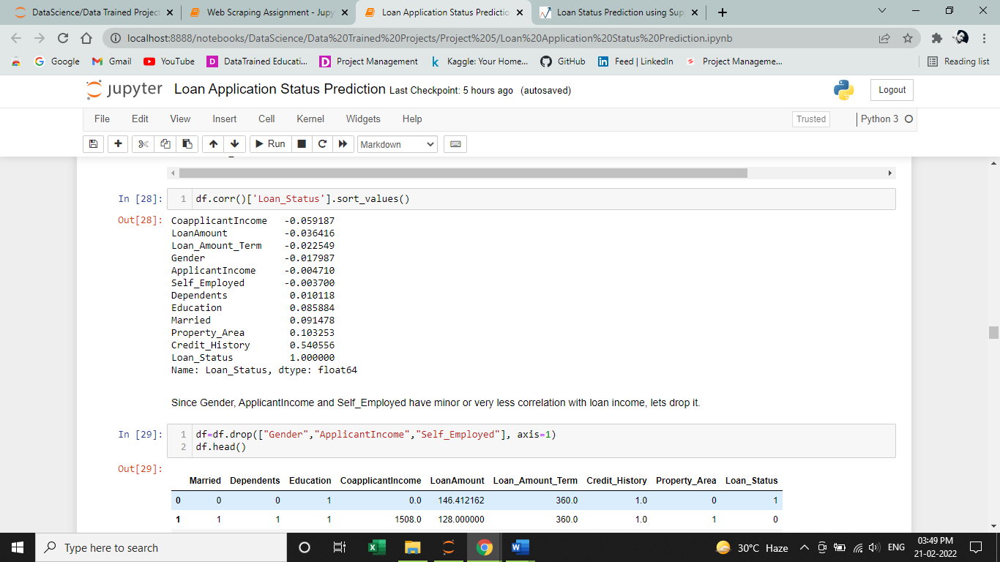 DataScience/Data Trained Project
Web Scraping Assignment - Jupy
Loan Application Status Predictio
Loan Status Prediction using Sup
localhost:8888/notebooks/DataScience/Data%20Trained%20Projects/Project%205/Loan%20Application%20Status%20Prediction.ipynb
Google Gmail YouTube DataTrained Educati... Project Management Kaggle: Your Home... GitHub Feed | LinkedIn Project Manageme... Reading list
jupyter Loan Application Status Prediction Last Checkpoint: 5 hours ago (autosaved) Logout
File Edit View Insert Cell Kernel Widgets Help Trusted Python 3
Run Markdown
In [28]: 1 df.corr()['Loan_Status'].sort_values()
Out[28]: CoapplicantIncome -0.059187
LoanAmount -0.036416
Loan_Amount_Term -0.022549
Gender -0.017987
ApplicantIncome -0.004710
Self_Employed -0.003700
Dependents 0.010118
Education 0.085884
Married 0.091478
Property_Area 0.103253
Credit_History 0.540556
Loan_Status 1.000000
Name: Loan_Status, dtype: float64
Since Gender, ApplicantIncome and Self_Employed have minor or very less correlation with loan income, lets drop it.
In [29]: 1 df=df.drop(["Gender","ApplicantIncome","Self_Employed"], axis=1)
2 df.head()
Out[29]:
Married Dependents Education CoapplicantIncome LoanAmount Loan_Amount_Term Credit_History Property_Area Loan_Status
0 0 0 1 0.0 146.412162 360.0 1.0 0 1
1 1 1 1 1508.0 128.000000 360.0 1.0 1 0
Type here to search 30°C Haze ENG 03:49 PM
21-02-2022